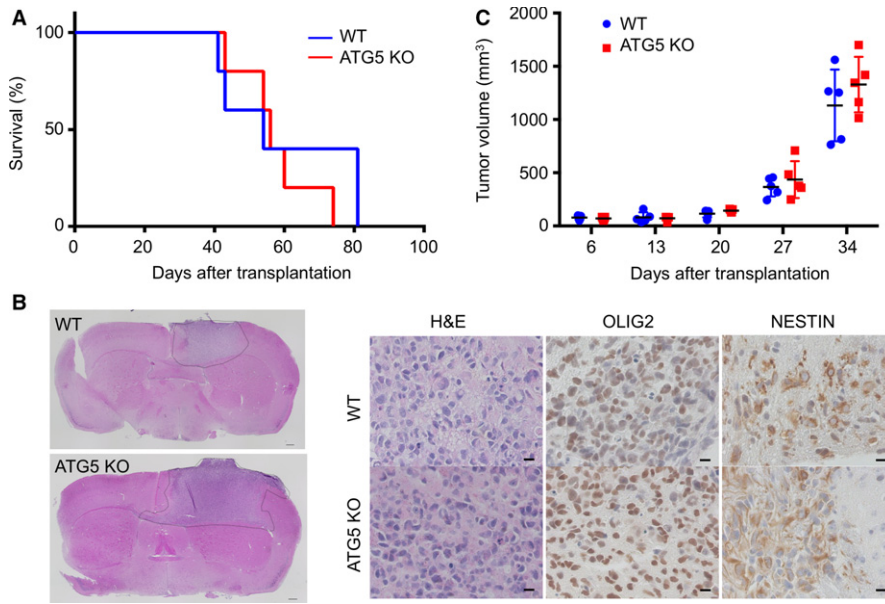 A
WT
ATG5 KO
100
50
0
Survival (%)
0 20 40 60 80 100
Days after transplantation
C
WT
ATG5 KO
2000
1500
1000
500
0
Tumor volume (mm³)
6 13 20 27 34
Days after transplantation
B
WT
ATG5 KO
H&E OLIG2 NESTIN
WT
ATG5 KO